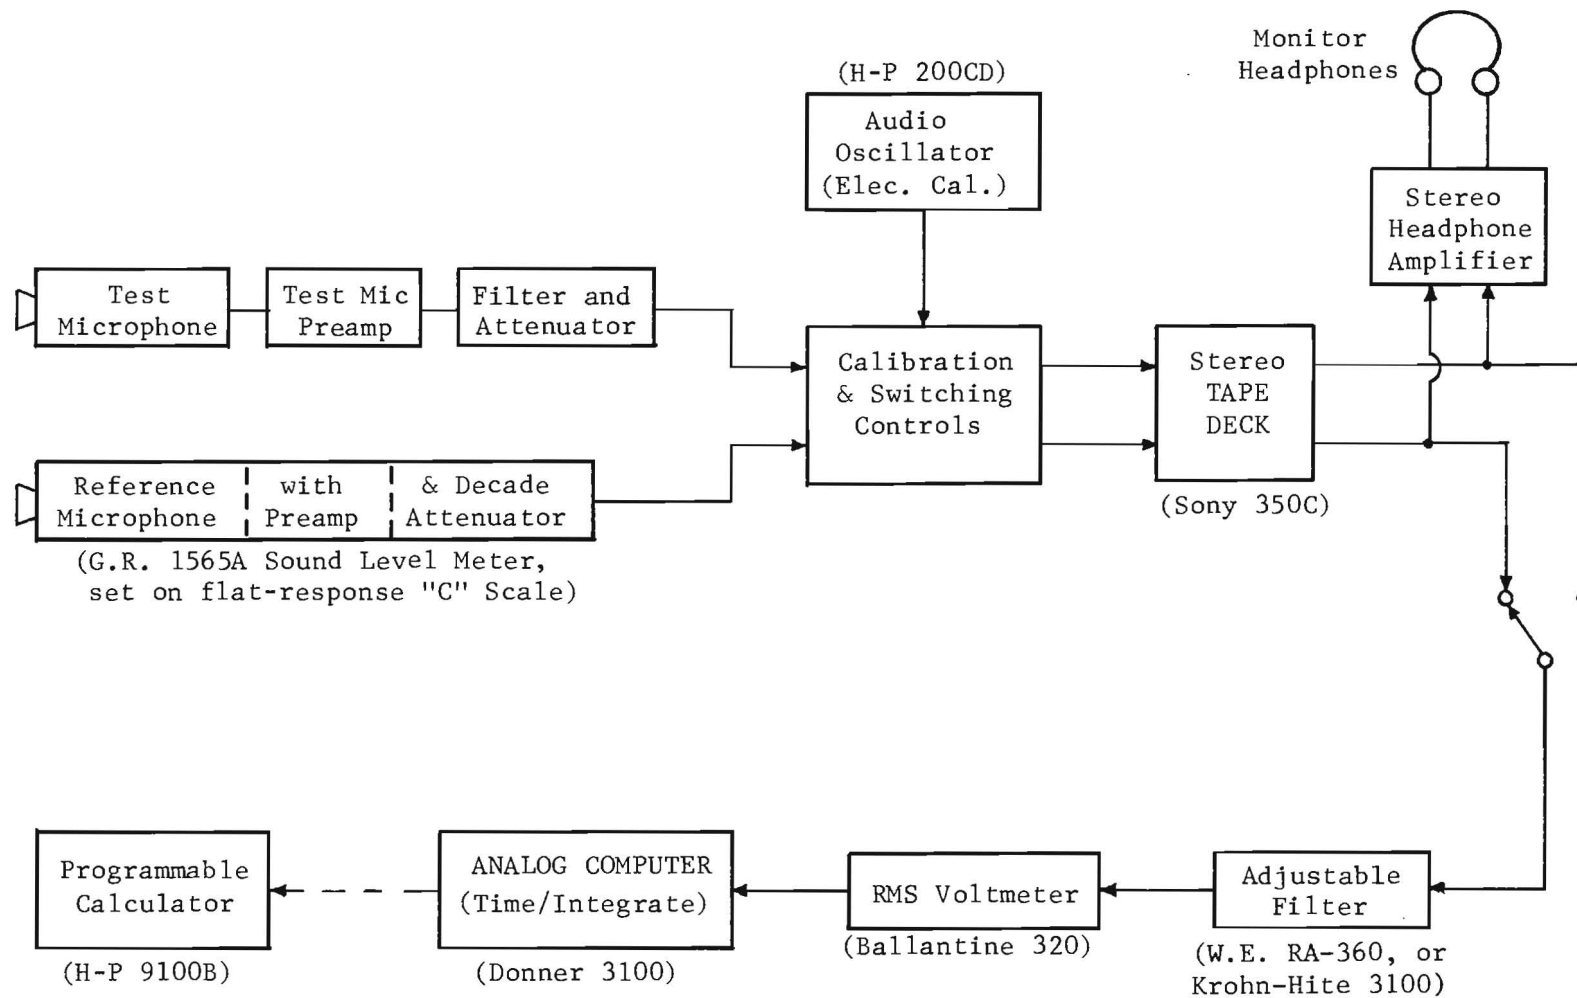 Monitor
Headphones
(H-P 200CD)
Audio
Oscillator
(Elec. Cal.)
Stereo
Headphone
Amplifier
Test
Microphone
Test Mic
Preamp
Filter and
Attenuator
Calibration
& Switching
Controls
Stereo
TAPE
DECK
(Sony 350C)
Reference
Microphone
with
Preamp
& Decade
Attenuator
(G.R. 1565A Sound Level Meter,
set on flat-response "C" Scale)
Programmable
Calculator
(H-P 9100B)
ANALOG COMPUTER
(Time/Integrate)
(Donner 3100)
RMS Voltmeter
(Ballantine 320)
Adjustable
Filter
(W.E. RA-360, or
Krohn-Hite 3100)